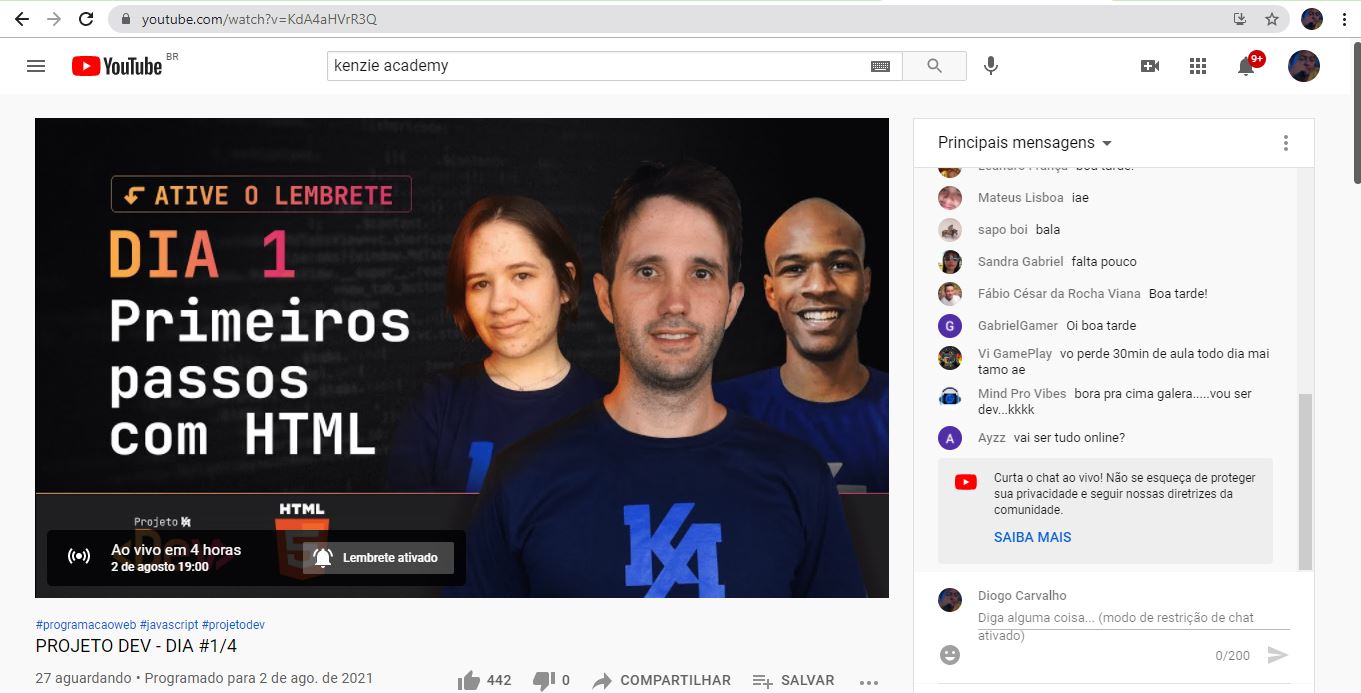 youtube.com/watch?v=KdA4aHVrR3Q
YouTube BR
kenzie academy
9+
ATIVE O LEMBRETE
DIA 1
Primeiros
passos
com HTML
Projeto
HTML
5
Ao vivo em 4 horas
2 de agosto 19:00
Lembrete ativado
#programacaoweb #javascript #projetodev
PROJETO DEV - DIA #1/4
27 aguardando • Programado para 2 de ago. de 2021
442
0
COMPARTILHAR
SALVAR
Principais mensagens
Leandro França boa tarde!
Mateus Lisboa iae
sapo boi bala
Sandra Gabriel falta pouco
Fábio César da Rocha Viana Boa tarde!
G GabrielGamer Oi boa tarde
Vi GamePlay vo perde 30min de aula todo dia mai
tamo ae
Mind Pro Vibes bora pra cima galera.....vou ser
dev...kkkk
A Ayzz vai ser tudo online?
Curta o chat ao vivo! Não se esqueça de proteger
sua privacidade e seguir nossas diretrizes da
comunidade.
SAIBA MAIS
Diogo Carvalho
Diga alguma coisa... (modo de restrição de chat
ativado)
0/200